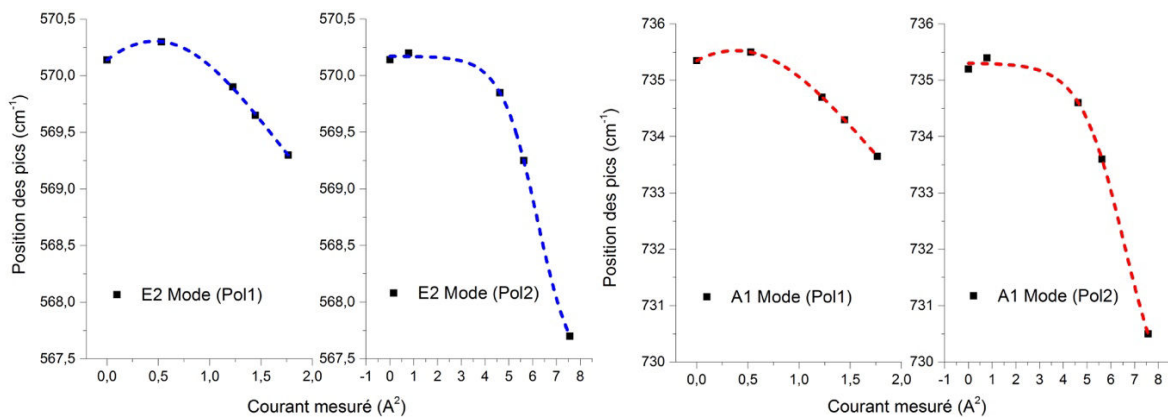 Position des pics (cm⁻¹)
570,5
570,0
569,5
569,0
568,5
568,0
567,5
E2 Mode (Pol1)
0,0 0,5 1,0 1,5 2,0
570,5
570,0
569,5
569,0
568,5
568,0
567,5
E2 Mode (Pol2)
-1 0 1 2 3 4 5 6 7 8
Courant mesuré (A²)
Position des pics (cm⁻¹)
736
735
734
733
732
731
730
A1 Mode (Pol1)
0,0 0,5 1,0 1,5 2,0
736
735
734
733
732
731
730
A1 Mode (Pol2)
-1 0 1 2 3 4 5 6 7 8
Courant mesuré (A²)